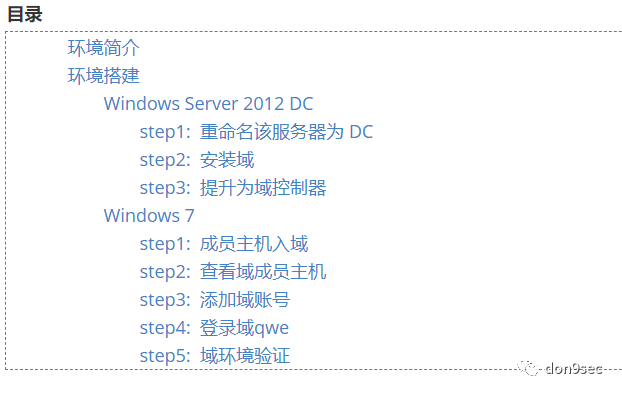 目录
环境简介
环境搭建
Windows Server 2012 DC
step1: 重命名该服务器为 DC
step2: 安装域
step3: 提升为域控制器
Windows 7
step1: 成员主机入域
step2: 查看域成员主机
step3: 添加域账号
step4: 登录域qwe
step5: 域环境验证
don9sec